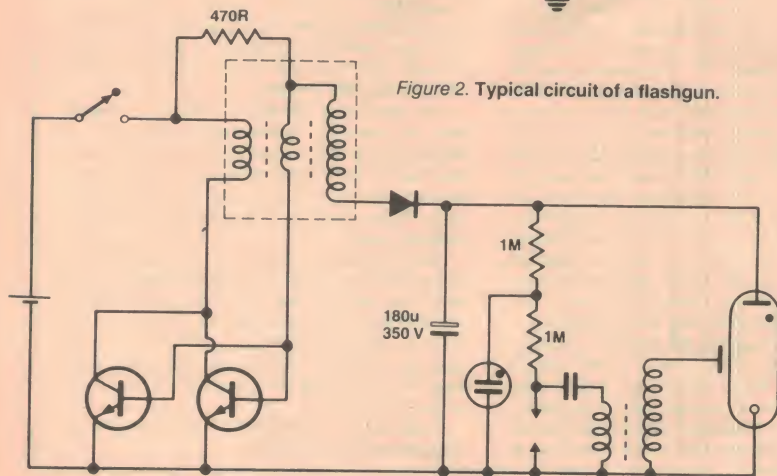 470R
Figure 2. Typical circuit of a flashgun.
1M
180u
350 V
1M